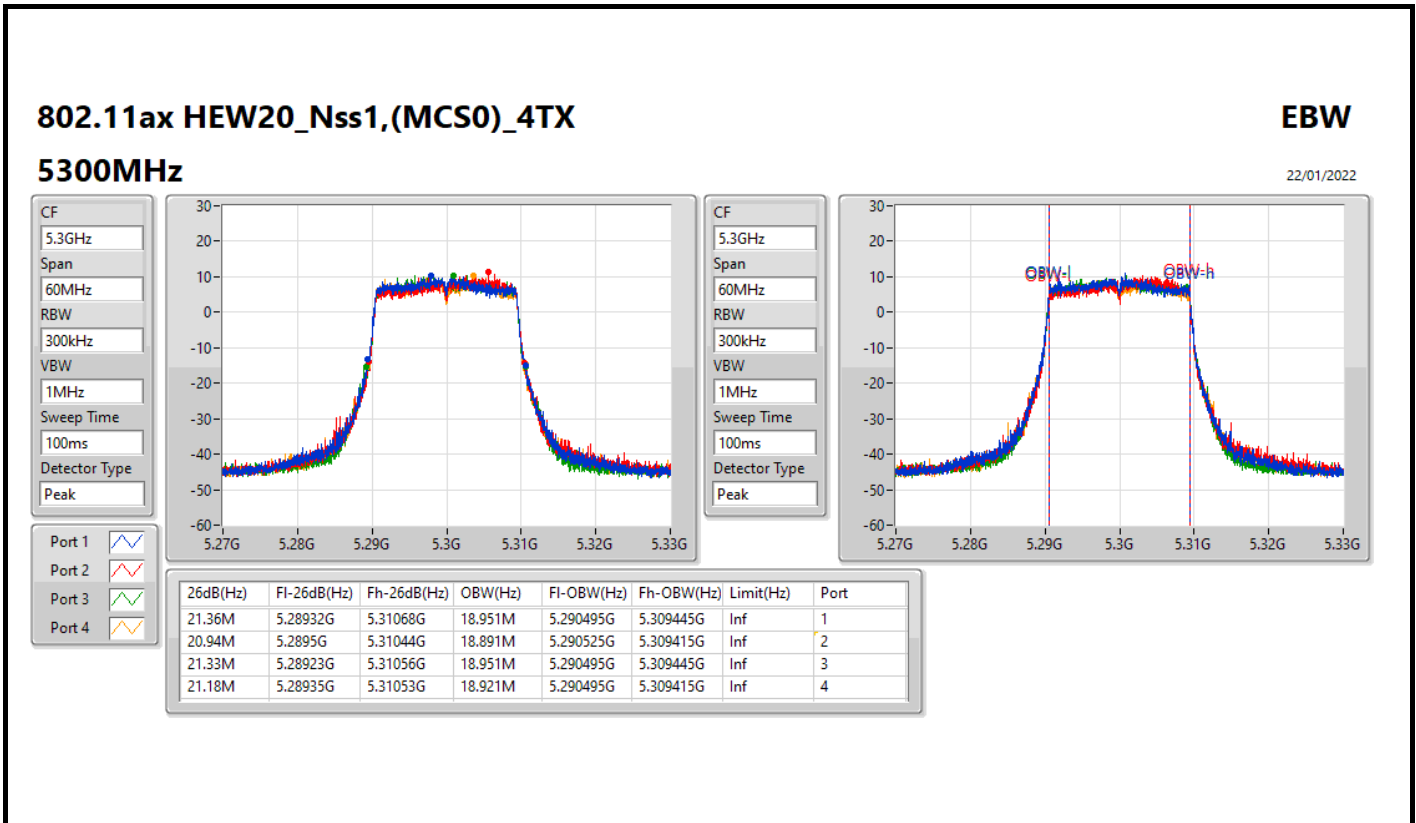 802.11ax HEW20_Nss1,(MCS0)_4TX
EBW
5300MHz
22/01/2022
CF
5.3GHz
Span
60MHz
RBW
300kHz
VBW
1MHz
Sweep Time
100ms
Detector Type
Peak
30
20
10
0
-10
-20
-30
-40
-50
-60
5.27G 5.28G 5.29G 5.3G 5.31G 5.32G 5.33G
CF
5.3GHz
Span
60MHz
RBW
300kHz
VBW
1MHz
Sweep Time
100ms
Detector Type
Peak
30
20
10
0
-10
-20
-30
-40
-50
-60
OBW-l OBW-h
5.27G 5.28G 5.29G 5.3G 5.31G 5.32G 5.33G
Port 1
Port 2
Port 3
Port 4
26dB(Hz) Fl-26dB(Hz) Fh-26dB(Hz) OBW(Hz) Fl-OBW(Hz) Fh-OBW(Hz) Limit(Hz) Port
21.36M 5.28932G 5.31068G 18.951M 5.290495G 5.309445G Inf 1
20.94M 5.2895G 5.31044G 18.891M 5.290525G 5.309415G Inf 2
21.33M 5.28923G 5.31056G 18.951M 5.290495G 5.309445G Inf 3
21.18M 5.28935G 5.31053G 18.921M 5.290495G 5.309415G Inf 4